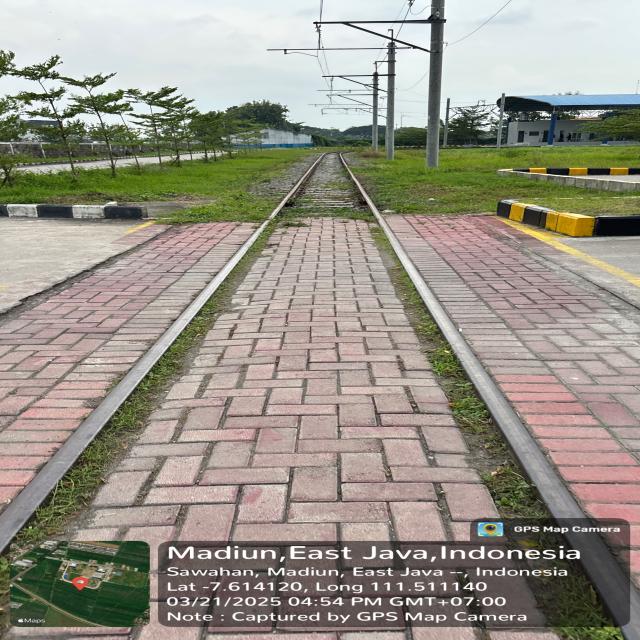 GPS Map Camera
Madiun,East Java,Indonesia
Sawahan, Madiun, East Java —, Indonesia
Lat -7.614120, Long 111.511140
03/21/2025 04:54 PM GMT+07:00
Note : Captured by GPS Map Camera
Maps